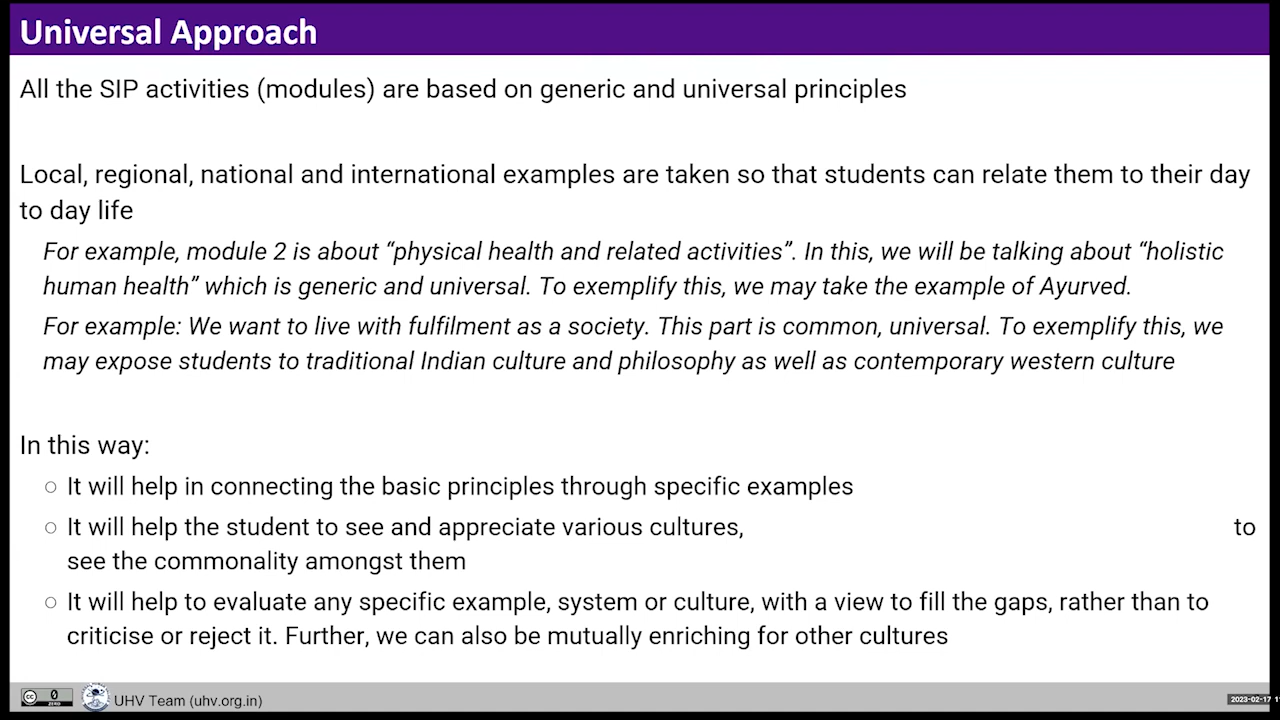 Universal Approach
All the SIP activities (modules) are based on generic and universal principles
Local, regional, national and international examples are taken so that students can relate them to their day
to day life
For example, module 2 is about “physical health and related activities”. In this, we will be talking about “holistic
human health” which is generic and universal. To exemplify this, we may take the example of Ayurved.
For example: We want to live with fulfilment as a society. This part is common, universal. To exemplify this, we
may expose students to traditional Indian culture and philosophy as well as contemporary western culture
In this way:
○ It will help in connecting the basic principles through specific examples
○ It will help the student to see and appreciate various cultures, to
see the commonality amongst them
○ It will help to evaluate any specific example, system or culture, with a view to fill the gaps, rather than to
criticise or reject it. Further, we can also be mutually enriching for other cultures
cc 0
ZERO
UHV Team (uhv.org.in)
2023-02-17